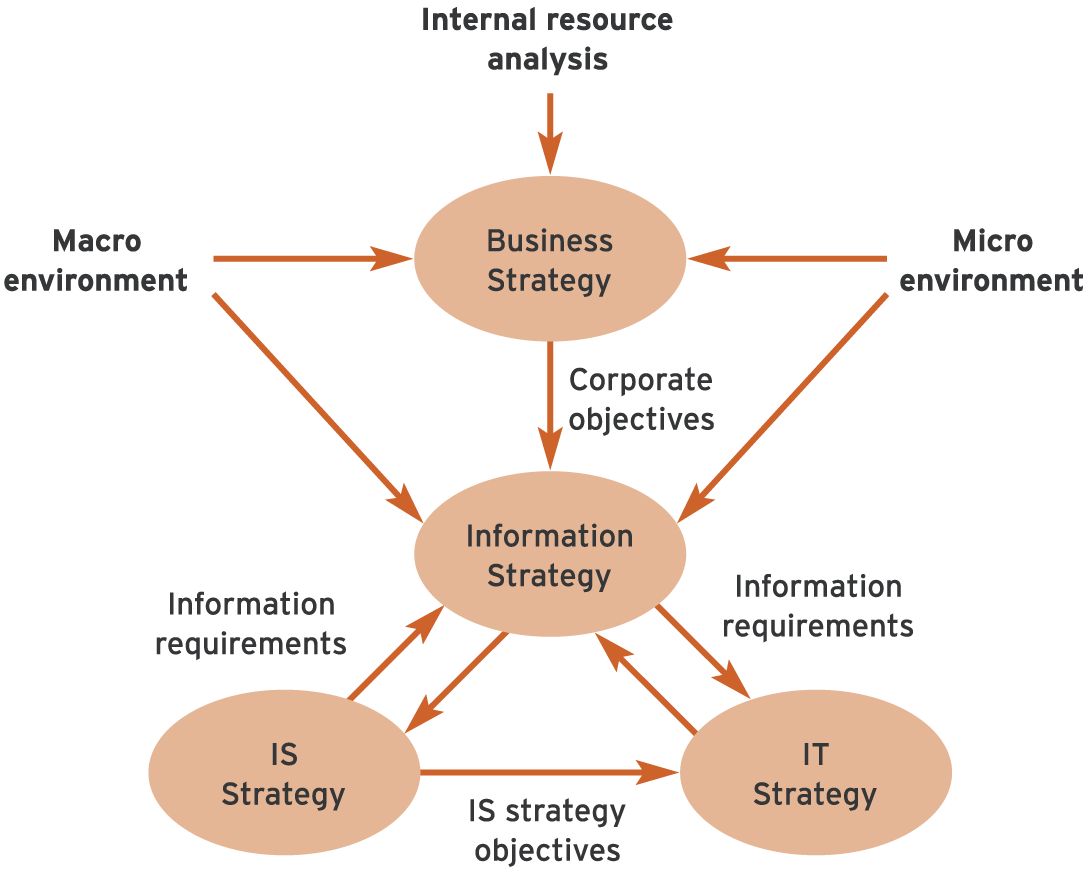 Internal resource
analysis
Macro
environment
Business
Strategy
Micro
environment
Corporate
objectives
Information
Strategy
Information
requirements
Information
requirements
IS
Strategy
IT
Strategy
IS strategy
objectives